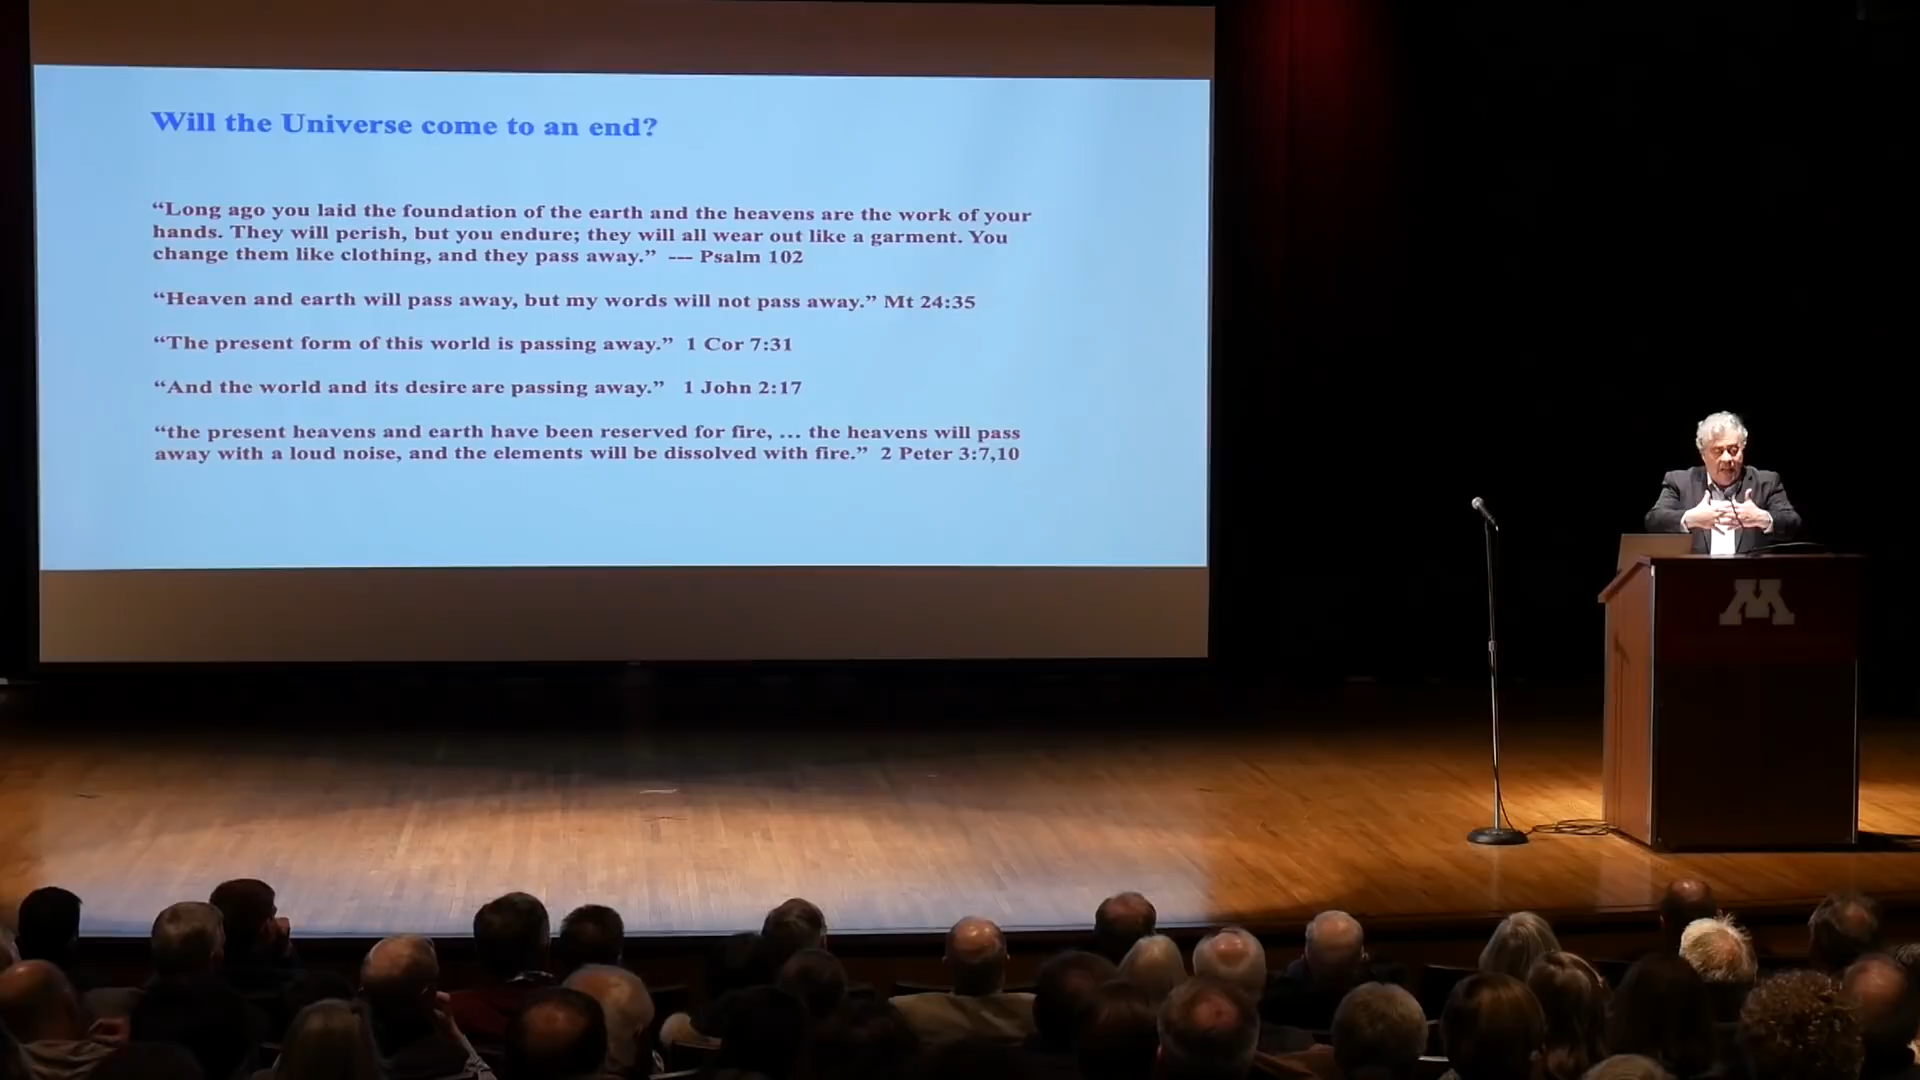 Will the Universe come to an end?
“Long ago you laid the foundation of the earth and the heavens are the work of your
hands. They will perish, but you endure; they will all wear out like a garment. You
change them like clothing, and they pass away.” --- Psalm 102
“Heaven and earth will pass away, but my words will not pass away.” Mt 24:35
“The present form of this world is passing away.” 1 Cor 7:31
“And the world and its desire are passing away.” 1 John 2:17
“the present heavens and earth have been reserved for fire, ... the heavens will pass
away with a loud noise, and the elements will be dissolved with fire.” 2 Peter 3:7,10
M